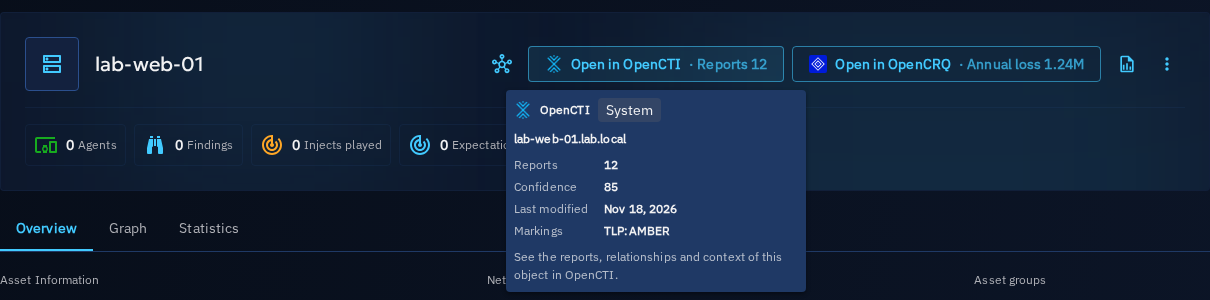 lab-web-01
Open in OpenCTI · Reports 12
Open in OpenCRQ · Annual loss 1.24M
OpenCTI System
lab-web-01.lab.local
Reports 12
Confidence 85
Last modified Nov 18, 2026
Markings TLP:AMBER
See the reports, relationships and context of this
object in OpenCTI.
0 Agents
0 Findings
0 Injects played
0
Overview Graph Statistics
Asset Information
Asset groups